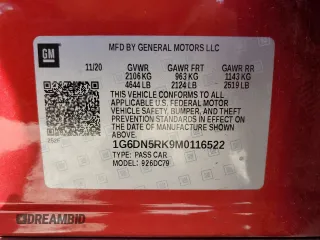 GM
MFD BY GENERAL MOTORS LLC
11/20 GVWR GAWR FRT GAWR RR
2106 KG 963 KG 1143 KG
4644 LB 2124 LB 2519 LB
THIS VEHICLE CONFORMS TO ALL
APPLICABLE U.S. FEDERAL MOTOR
VEHICLE SAFETY, BUMPER, AND THEFT
PREVENTION STANDARDS IN EFFECT ON THE
DATE OF MANUFACTURE SHOWN ABOVE.
1G6DN5RK9M0116522
TYPE: PASS CAR
MODEL: 926DC79
DREAMBID